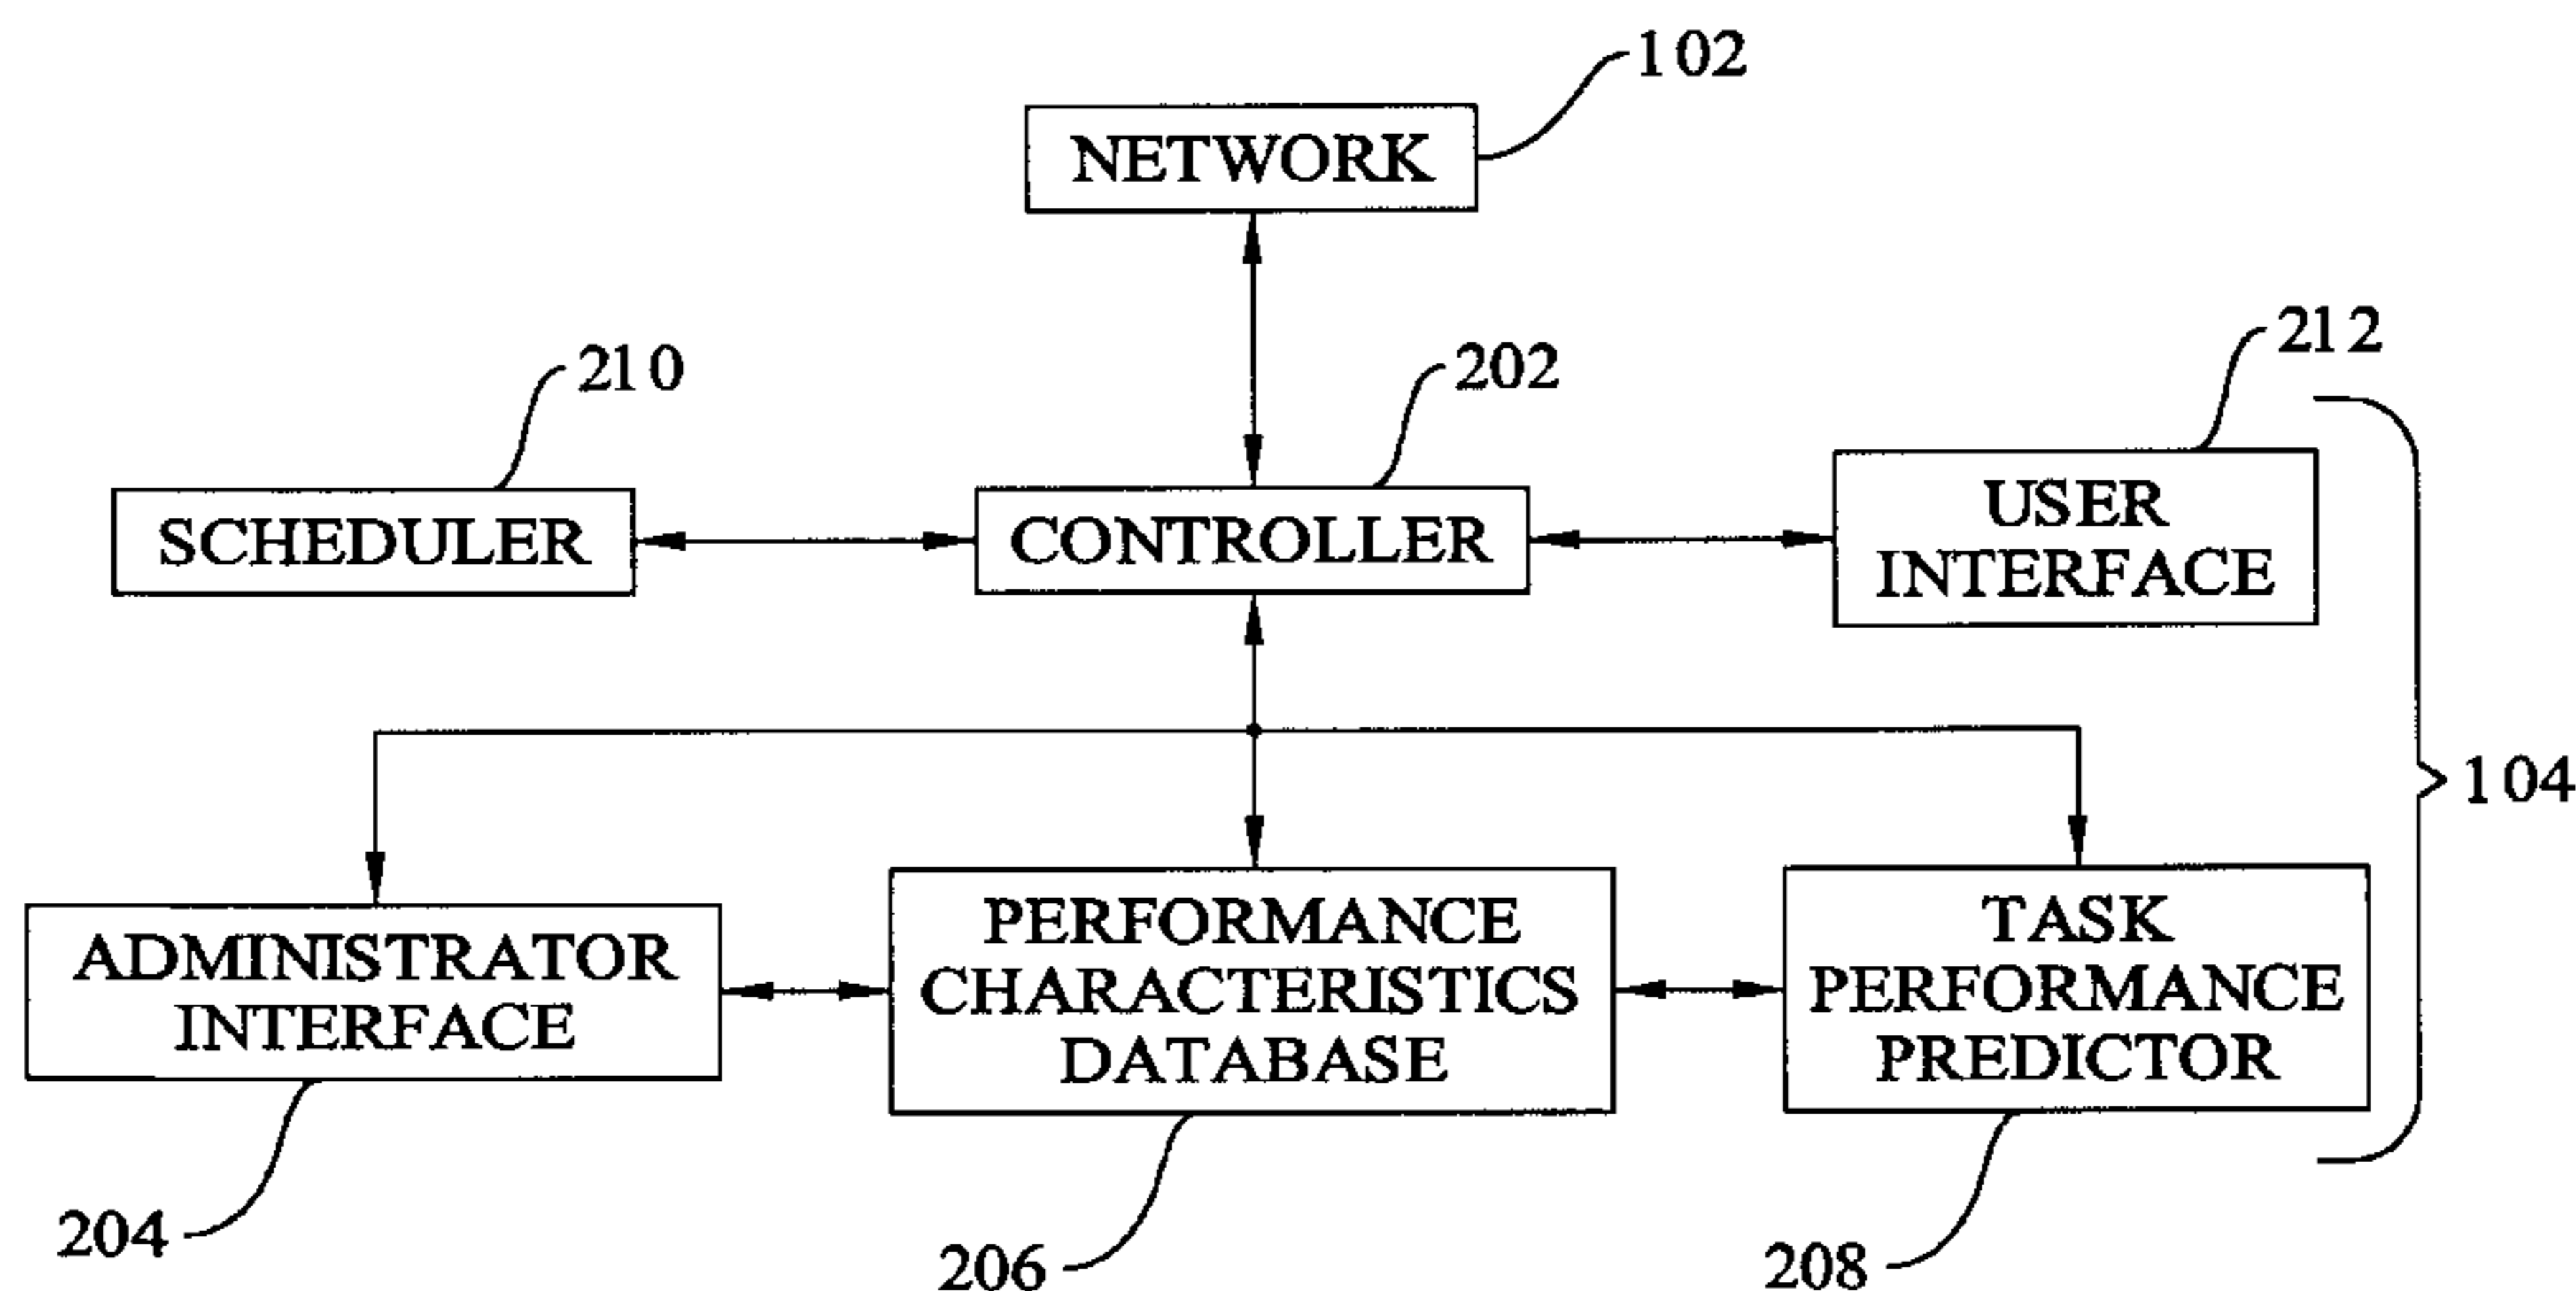 102
NETWORK
210
202
212
SCHEDULER
CONTROLLER
USER
INTERFACE
104
ADMINISTRATOR
INTERFACE
PERFORMANCE
CHARACTERISTICS
DATABASE
TASK
PERFORMANCE
PREDICTOR
204
206
208